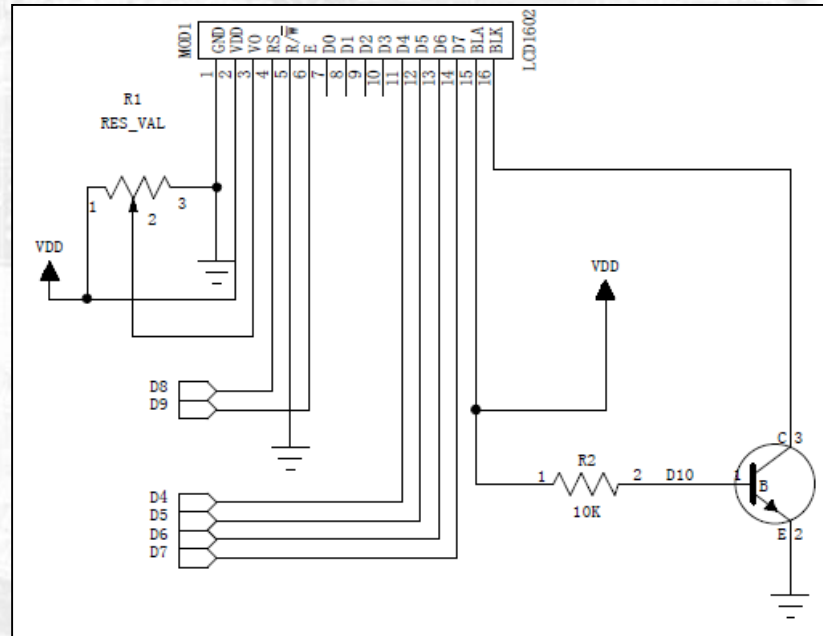 MOD1
GND
VDD
VO
RS
R/W
E
D0
D1
D2
D3
D4
D5
D6
D7
BLA
BLK
LCD1602
1
2
3
4
5
6
7
8
9
10
11
12
13
14
15
16
R1
RES_VAL
1
2
3
VDD
VDD
D8
D9
D4
D5
D6
D7
1
R2
2
10K
D10
1
B
C 3
E 2